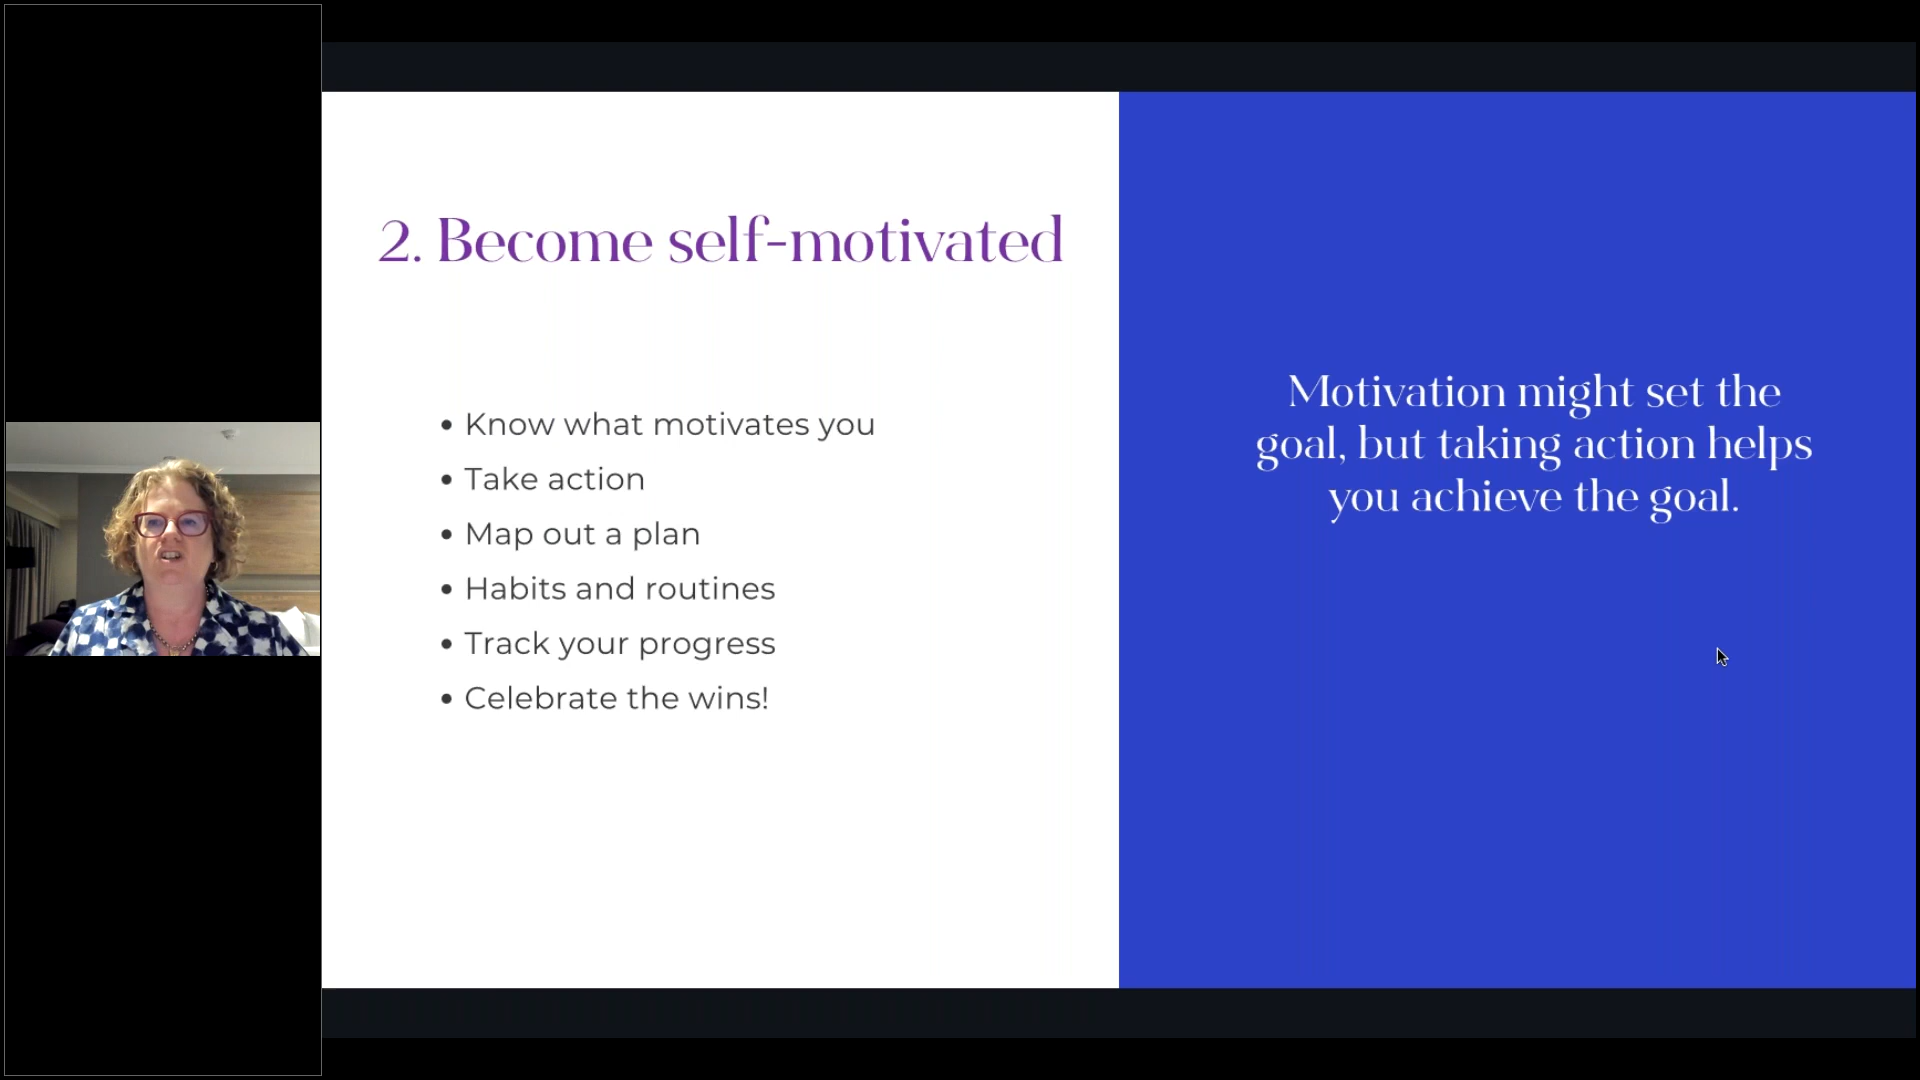 2. Become self-motivated
• Know what motivates you
• Take action
• Map out a plan
• Habits and routines
• Track your progress
• Celebrate the wins!
Motivation might set the
goal, but taking action helps
you achieve the goal.